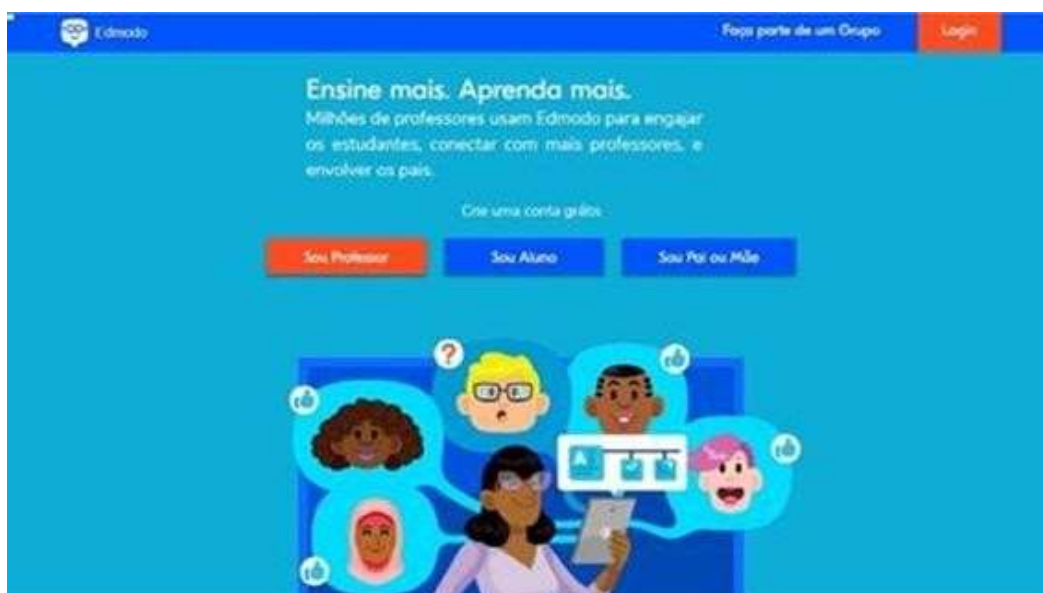 Edmodo
Faça parte de um Grupo
Login
Ensine mais. Aprenda mais.
Milhões de professores usam Edmodo para engajar
os estudantes, conectar com mais professores, e
envolver os pais.
Crie uma conta grátis
Sou Professor
Sou Aluno
Sou Pai ou Mãe
?
A